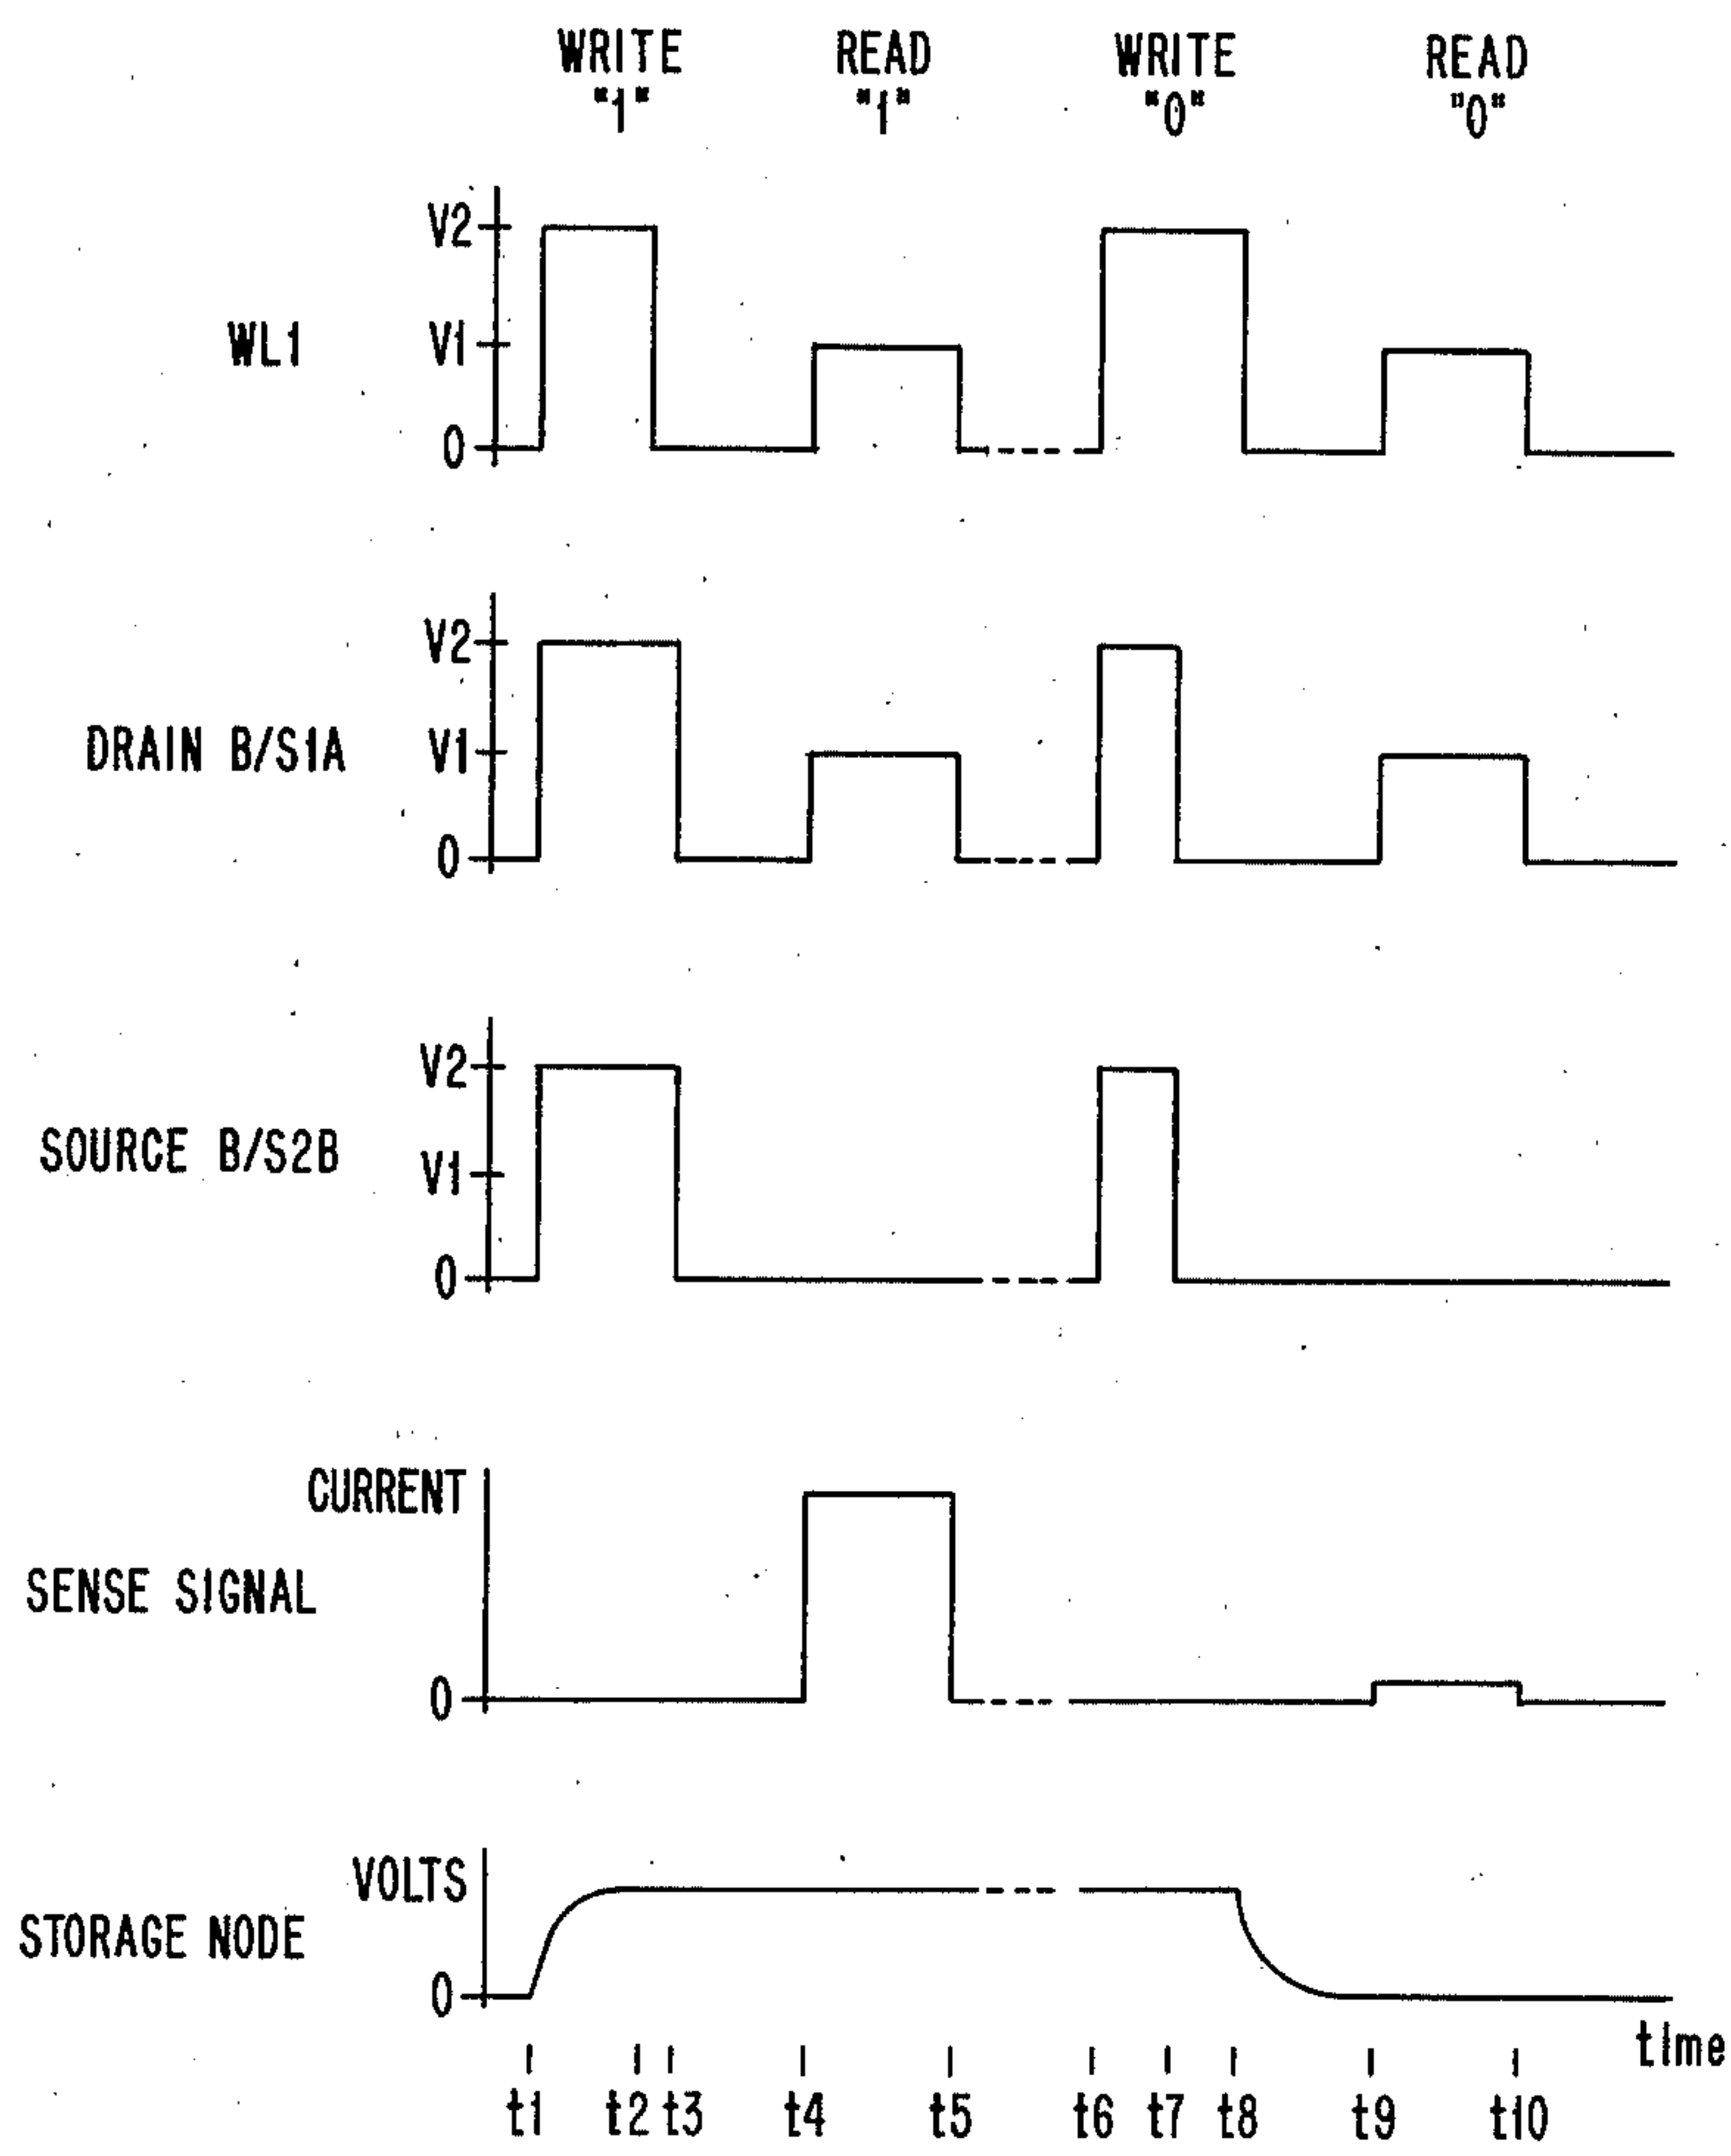 WRITE READ WRITE READ
"1" "1" "0" "0"
V2
WL1 V1
0
V2
DRAIN B/S1A V1
0
V2
SOURCE B/S2B V1
0
CURRENT
SENSE SIGNAL
0
VOLTS
STORAGE NODE
0
time
t1 t2 t3 t4 t5 t6 t7 t8 t9 t10